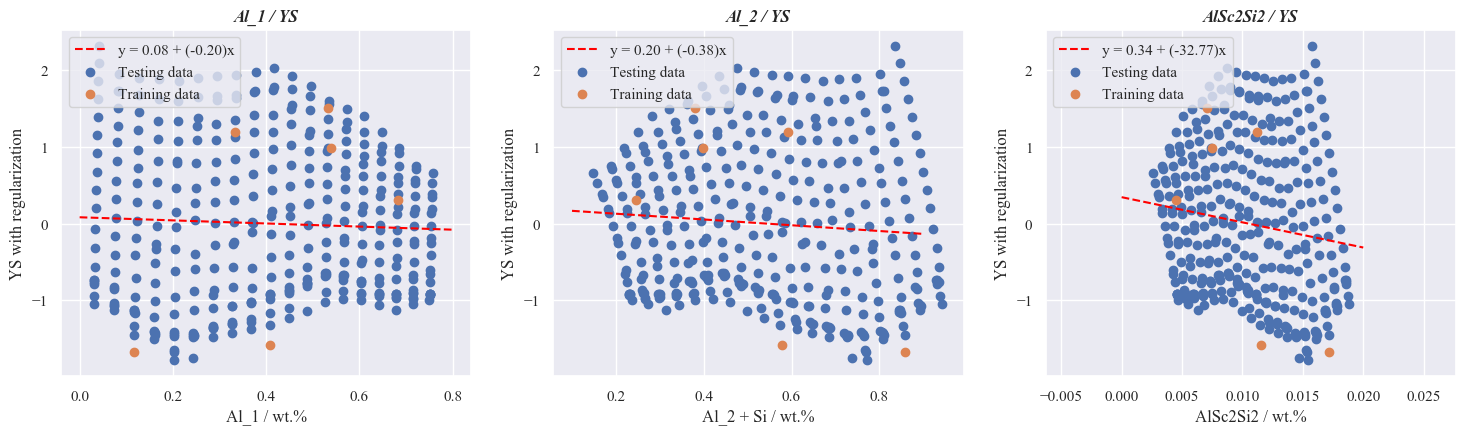 Al_1 / YS
y = 0.08 + (-0.20)x
Testing data
Training data
2
1
0
−1
YS with regularization
0.0 0.2 0.4 0.6 0.8
Al_1 / wt.%
Al_2 / YS
y = 0.20 + (-0.38)x
Testing data
Training data
2
1
0
−1
YS with regularization
0.2 0.4 0.6 0.8
Al_2 + Si / wt.%
AlSc2Si2 / YS
y = 0.34 + (-32.77)x
Testing data
Training data
2
1
0
−1
YS with regularization
−0.005 0.000 0.005 0.010 0.015 0.020 0.025
AlSc2Si2 / wt.%